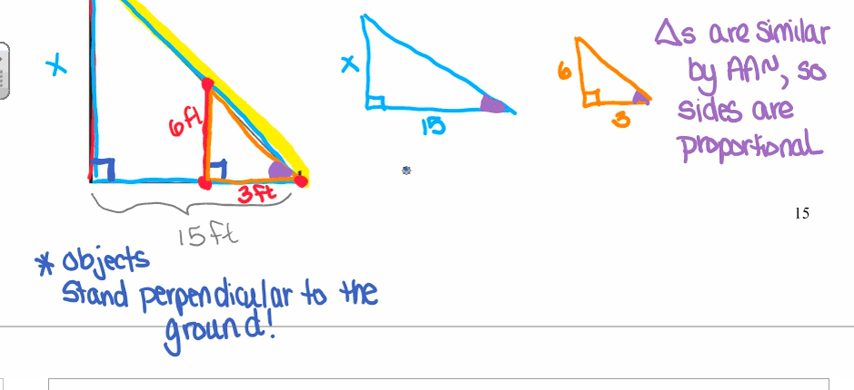 x
6ft
3ft
15ft
x
15
6
3
Δs are similar
by AA~, so
sides are
proportional
15
* Objects
Stand perpendicular to the
ground!